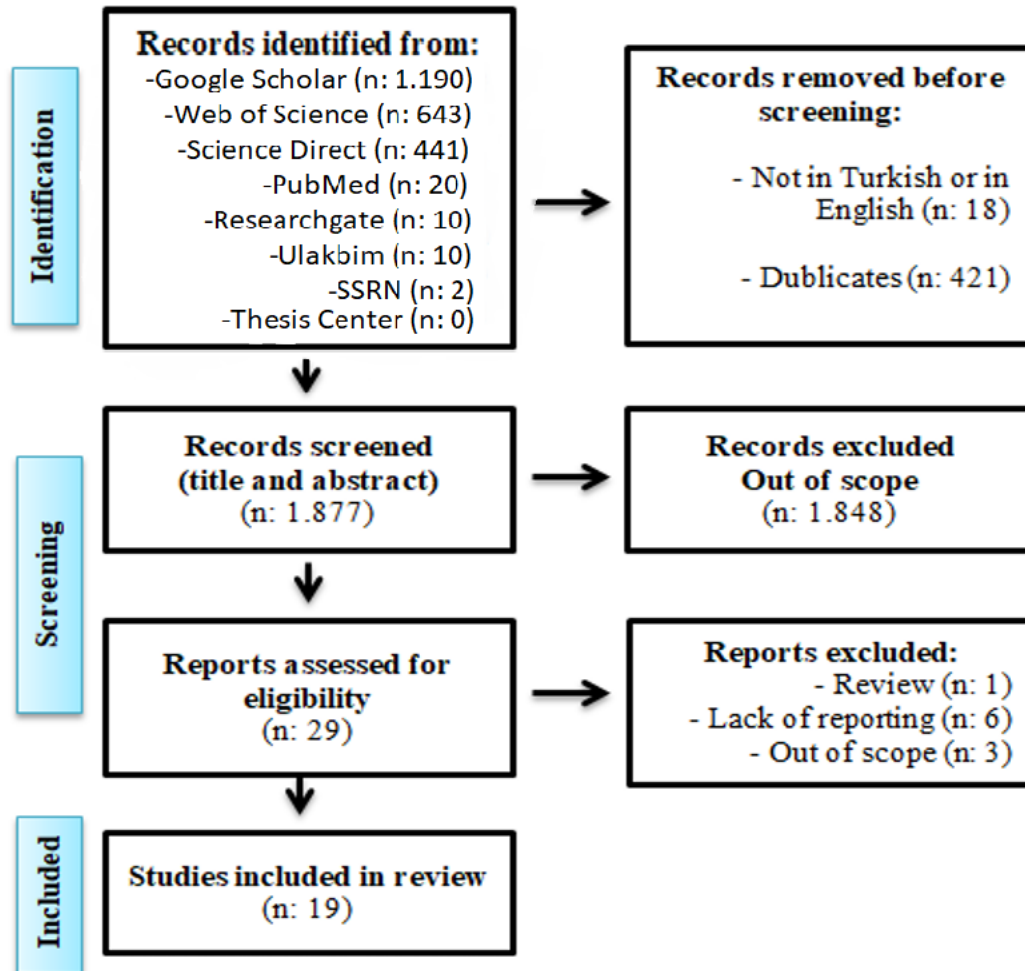 Identification
Records identified from:
-Google Scholar (n: 1.190)
-Web of Science (n: 643)
-Science Direct (n: 441)
-PubMed (n: 20)
-Researchgate (n: 10)
-Ulakbim (n: 10)
-SSRN (n: 2)
-Thesis Center (n: 0)
Records removed before
screening:
- Not in Turkish or in
English (n: 18)
- Dublicates (n: 421)
Screening
Records screened
(title and abstract)
(n: 1.877)
Records excluded
Out of scope
(n: 1.848)
Reports assessed for
eligibility
(n: 29)
Reports excluded:
- Review (n: 1)
- Lack of reporting (n: 6)
- Out of scope (n: 3)
Included
Studies included in review
(n: 19)